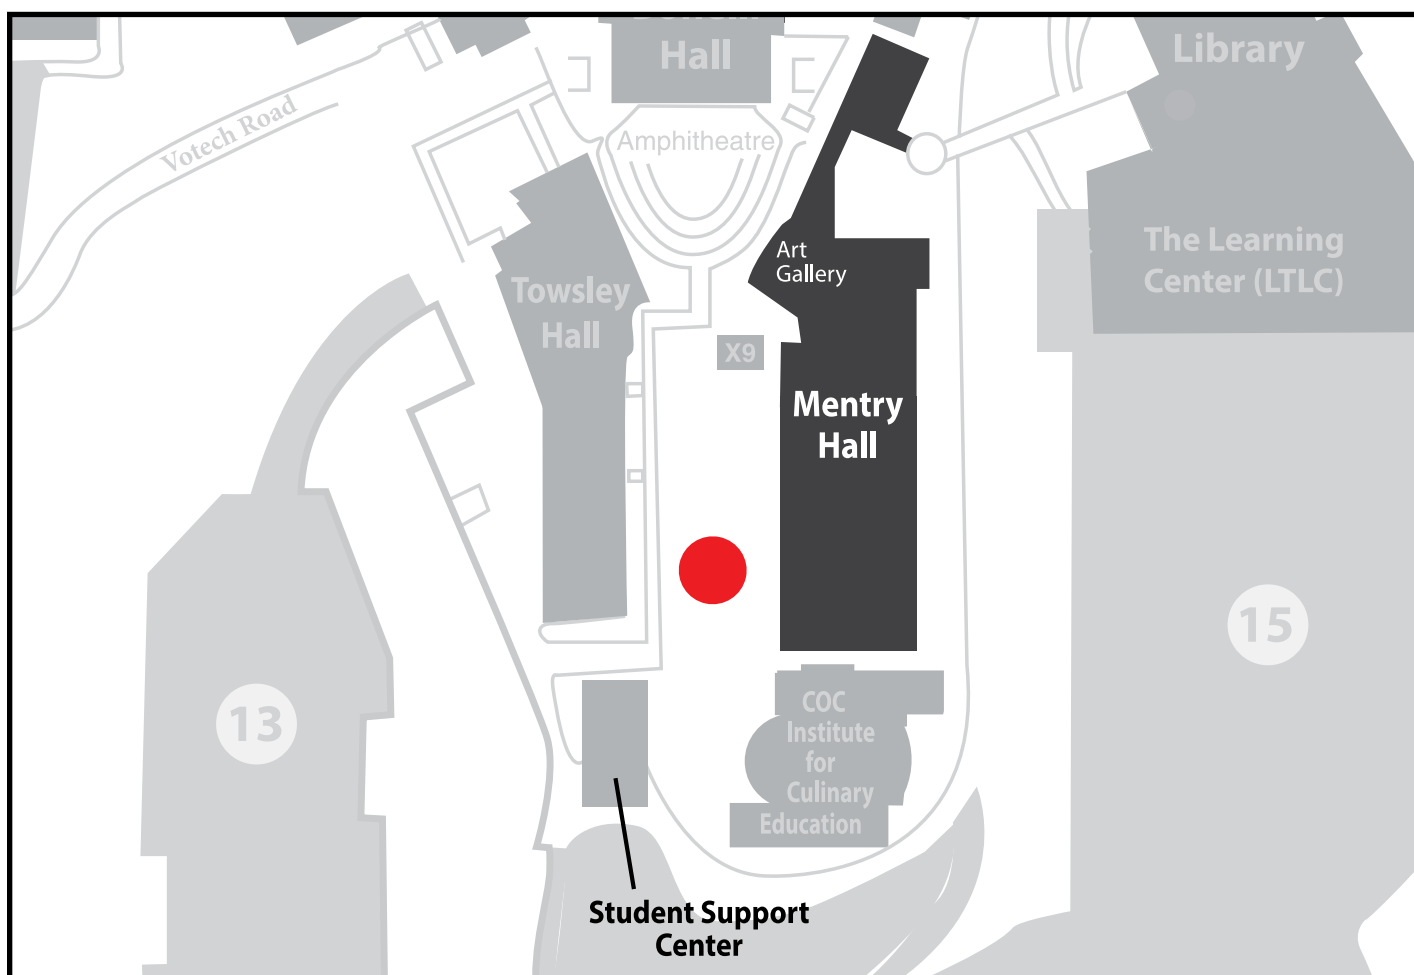 Hall
Library
Votech Road
Amphitheatre
Art
Gallery
The Learning
Center (LTLC)
Towsley
Hall
X9
Mentry
Hall
15
13
COC
Institute
for
Culinary
Education
Student Support
Center